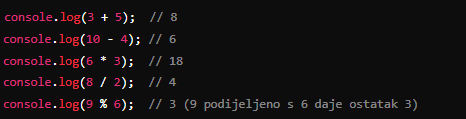 console.log(3 + 5);  // 8
console.log(10 - 4); // 6
console.log(6 * 3);  // 18
console.log(8 / 2);  // 4
console.log(9 % 6);  // 3 (9 podijeljeno s 6 daje ostatak 3)